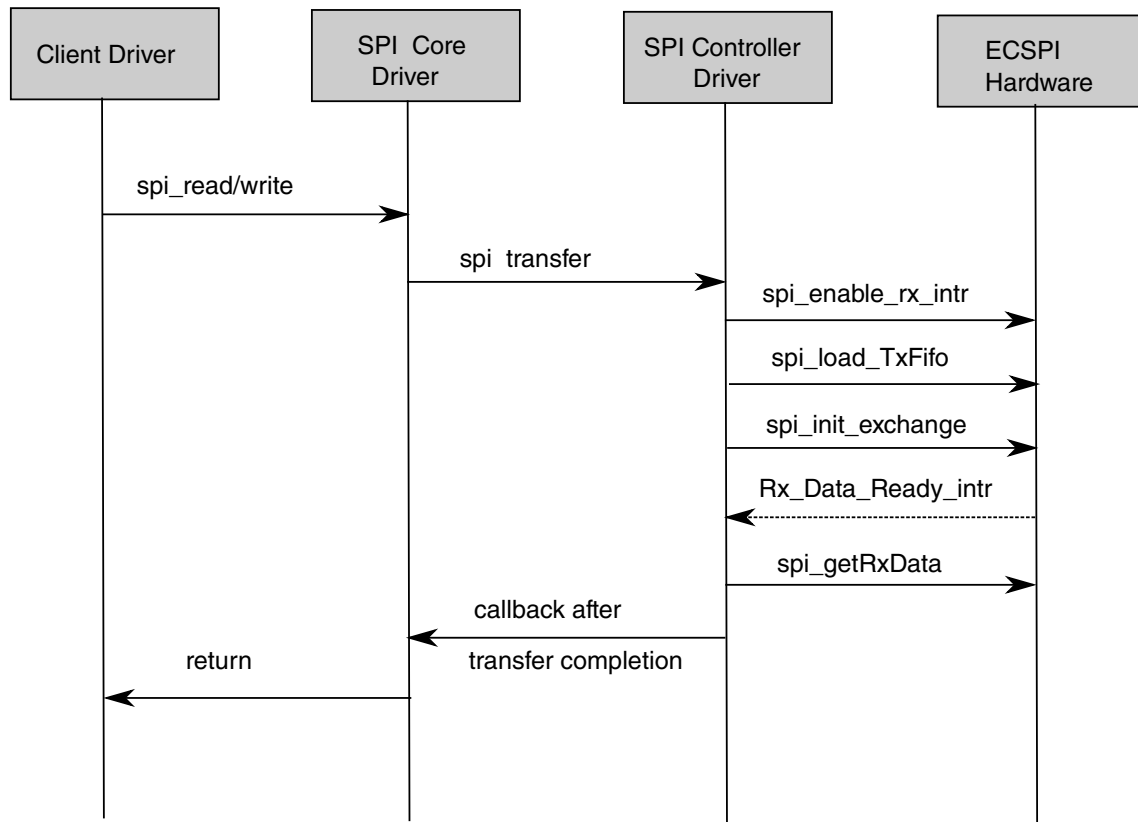 Client Driver
SPI Core
Driver
SPI Controller
Driver
ECSPI
Hardware
spi_read/write
spi transfer
spi_enable_rx_intr
spi_load_TxFifo
spi_init_exchange
Rx_Data_Ready_intr
spi_getRxData
callback after
transfer completion
return